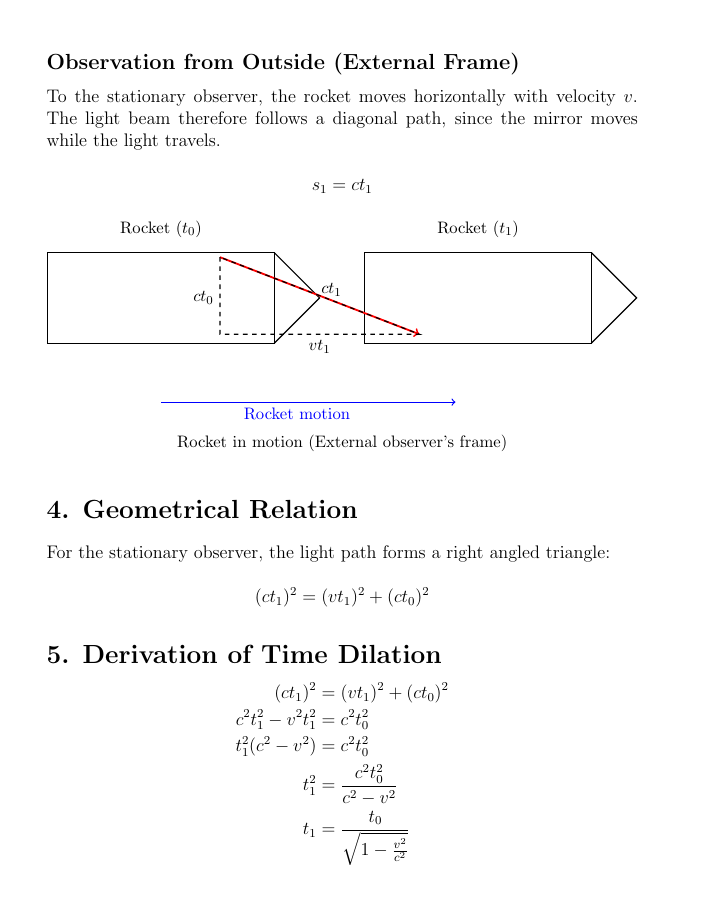 Observation from Outside (External Frame)
To the stationary observer, the rocket moves horizontally with velocity v.
The light beam therefore follows a diagonal path, since the mirror moves
while the light travels.
s₁ = ct₁
Rocket (t₀)
Rocket (t₁)
ct₀
ct₁
vt₁
Rocket motion
Rocket in motion (External observer's frame)
4. Geometrical Relation
For the stationary observer, the light path forms a right angled triangle:
(ct₁)² = (vt₁)² + (ct₀)²
5. Derivation of Time Dilation
(ct₁)² = (vt₁)² + (ct₀)²
c²t₁² − v²t₁² = c²t₀²
t₁²(c² − v²) = c²t₀²
t₁² = c²t₀² / (c² − v²)
t₁ = t₀ / √(1 − v²/c²)